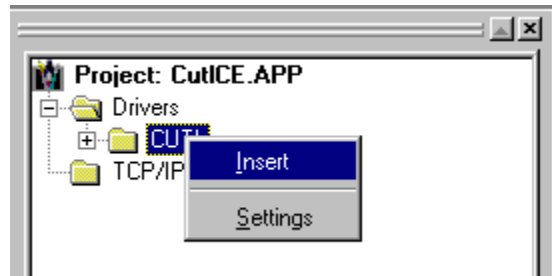 Project: CutICE.APP
Drivers
CUTI
Insert
TCP/IP
Settings